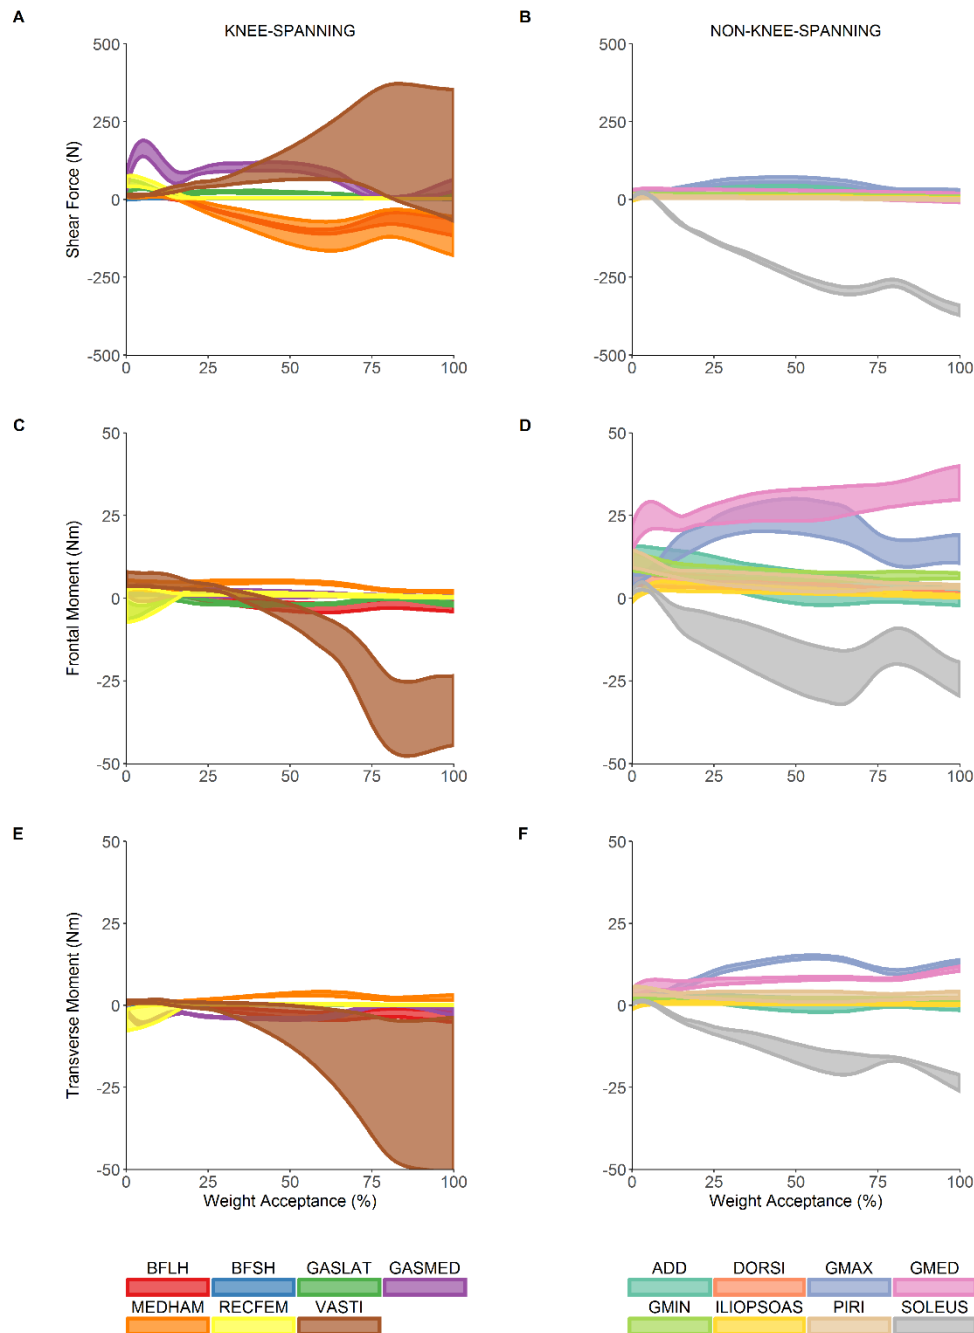 A
B
KNEE-SPANNING
NON-KNEE-SPANNING
500
250
0
-250
-500
Shear Force (N)
0 25 50 75 100
500
250
0
-250
-500
0 25 50 75 100
C
D
50
25
0
-25
-50
Frontal Moment (Nm)
0 25 50 75 100
50
25
0
-25
-50
0 25 50 75 100
E
F
50
25
0
-25
-50
Transverse Moment (Nm)
0 25 50 75 100
Weight Acceptance (%)
50
25
0
-25
-50
0 25 50 75 100
Weight Acceptance (%)
BFLH BFSH GASLAT GASMED
MEDHAM RECFEM VASTI
ADD DORSI GMAX GMED
GMIN ILIOPSOAS PIRI SOLEUS